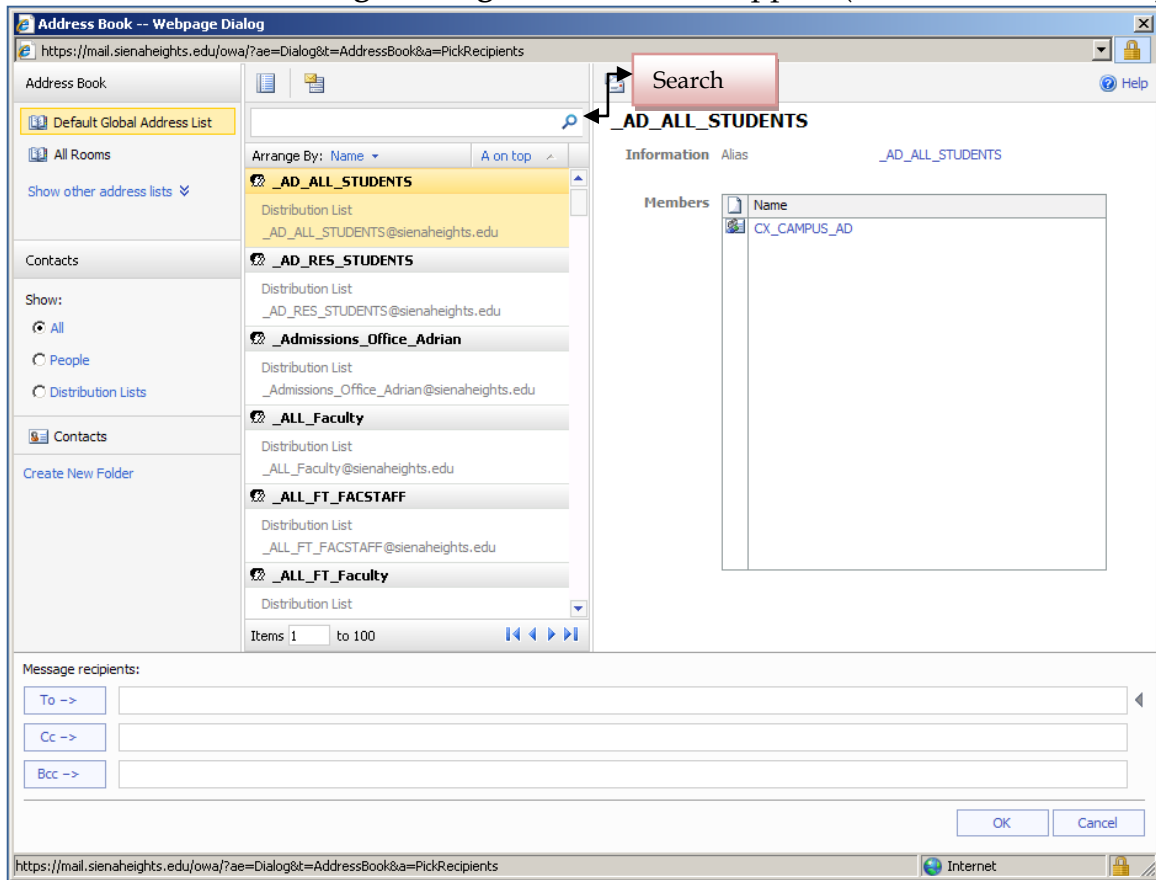 Address Book -- Webpage Dialog
https://mail.sienaheights.edu/owa/?ae=Dialog&t=AddressBook&a=PickRecipients
Address Book
Default Global Address List
All Rooms
Show other address lists
Contacts
Show:
All
People
Distribution Lists
Contacts
Create New Folder
Arrange By: Name
A on top
_AD_ALL_STUDENTS
Distribution List
_AD_ALL_STUDENTS@sienaheights.edu
_AD_RES_STUDENTS
Distribution List
_AD_RES_STUDENTS@sienaheights.edu
_Admissions_Office_Adrian
Distribution List
_Admissions_Office_Adrian@sienaheights.edu
_ALL_Faculty
Distribution List
_ALL_Faculty@sienaheights.edu
_ALL_FT_FACSTAFF
Distribution List
_ALL_FT_FACSTAFF@sienaheights.edu
_ALL_FT_Faculty
Distribution List
Items 1 to 100
Search
Help
_AD_ALL_STUDENTS
Information Alias _AD_ALL_STUDENTS
Members
Name
CX_CAMPUS_AD
Message recipients:
To ->
Cc ->
Bcc ->
OK Cancel
https://mail.sienaheights.edu/owa/?ae=Dialog&t=AddressBook&a=PickRecipients
Internet